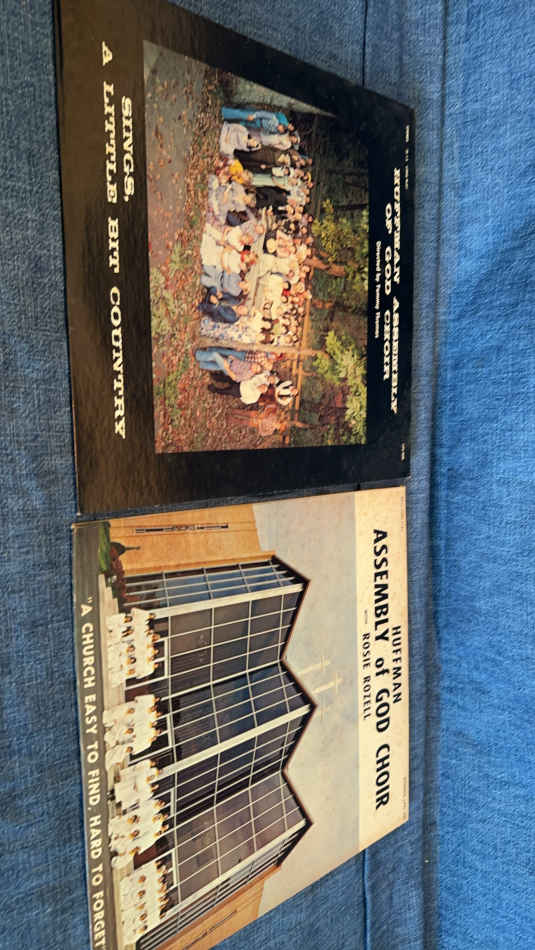 HUFFMAN ASSEMBLY
OF GOD CHOIR
SINGS,
A LITTLE BIT COUNTRY
HUFFMAN
ASSEMBLY of GOD CHOIR
WITH
ROSIE ROZELL
"A CHURCH EASY TO FIND, HARD TO FORGET